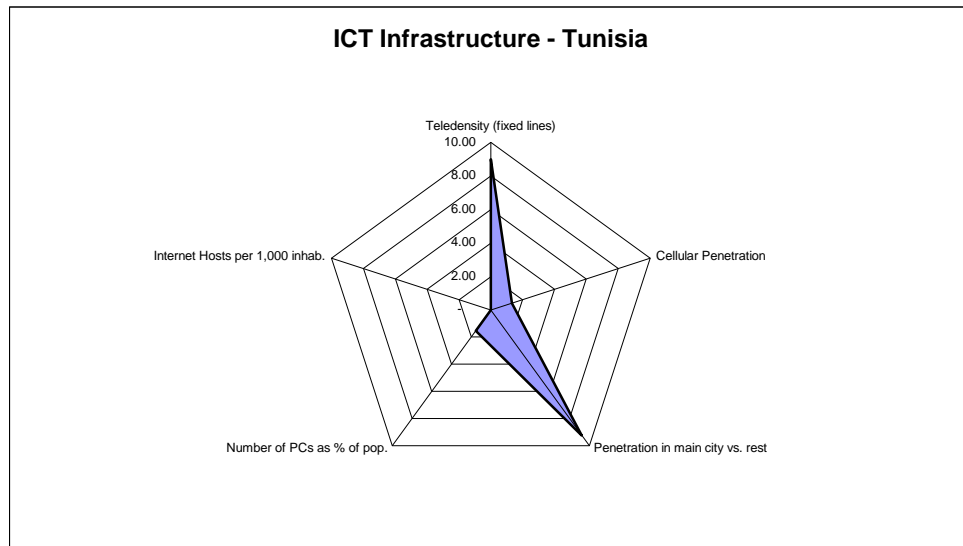 ICT Infrastructure - Tunisia
Teledensity (fixed lines)
10.00
8.00
6.00
4.00
2.00
-
Internet Hosts per 1,000 inhab.
Cellular Penetration
Number of PCs as % of pop.
Penetration in main city vs. rest